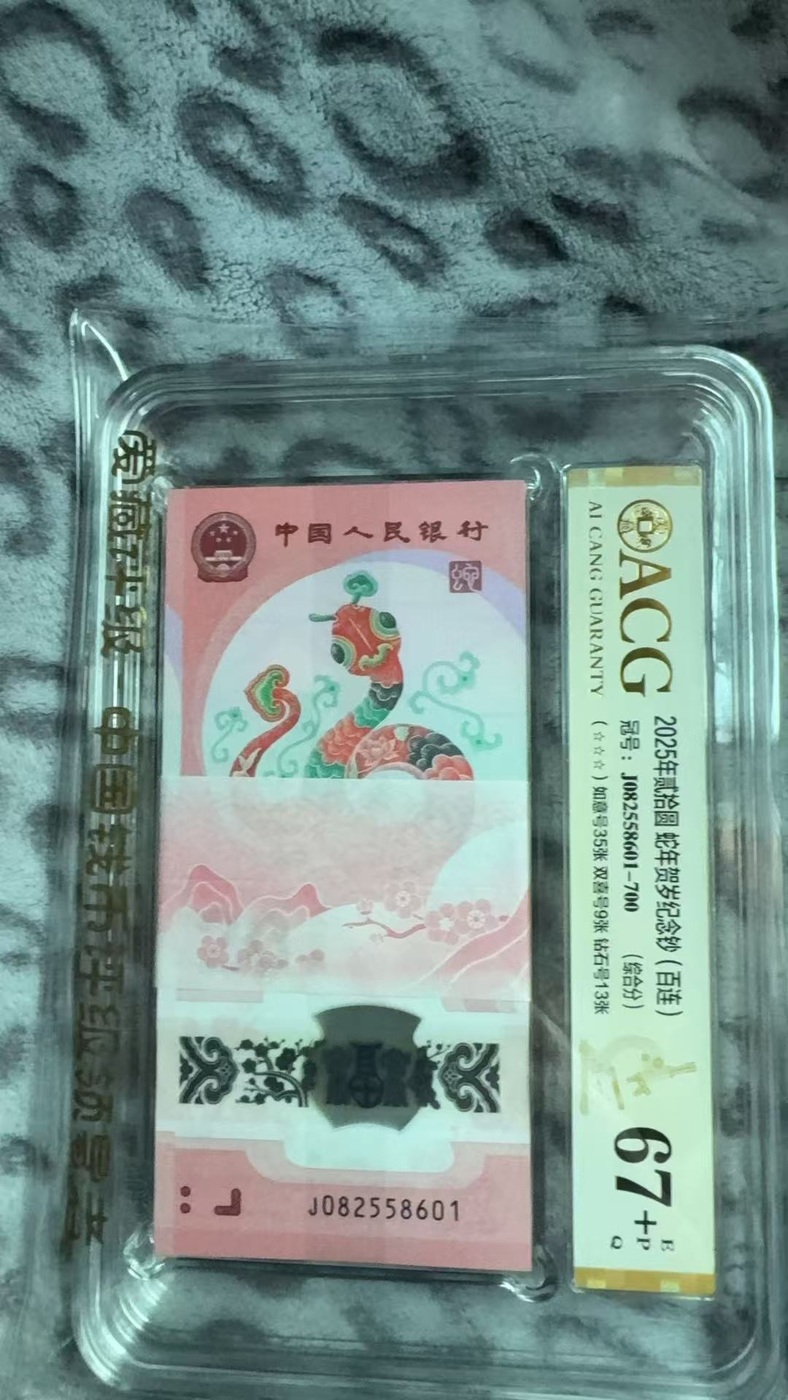 中国人民银行
J082558601
ACG
AI CANG GUARANTY
2025年贰拾圆 蛇年贺岁纪念钞（百连）
冠号：J082558601-700 （综合分）
（☆☆☆）如意号35张 双喜号9张 钻石号13张
67+
E
P
Q
爱藏评级 中国钱币评级领导者